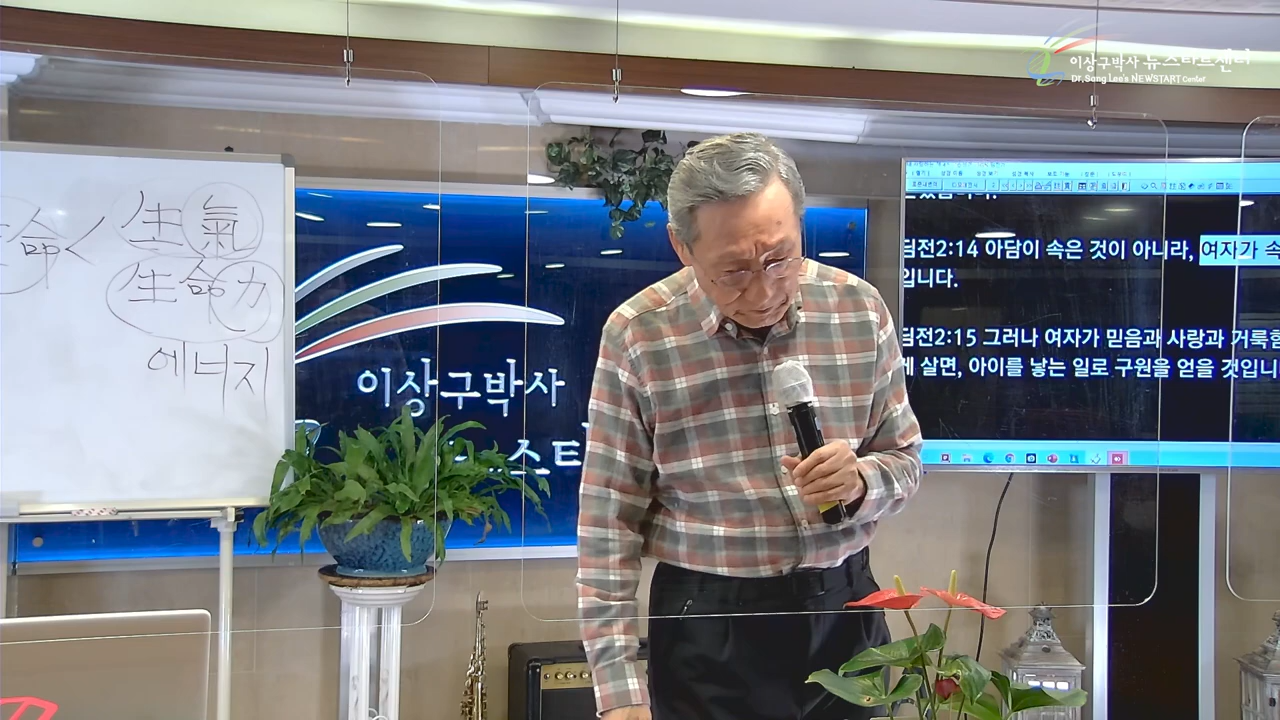 이상구박사 뉴스타트센터
Dr. Sang Lee's NEWSTART Center
命< 生氣
生命力
에너지
이상구박사
스타
딤전2:14 아담이 속은 것이 아니라, 여자가 속
입니다.
딤전2:15 그러나 여자가 믿음과 사랑과 거룩함
게 살면, 아이를 낳는 일로 구원을 얻을 것입니